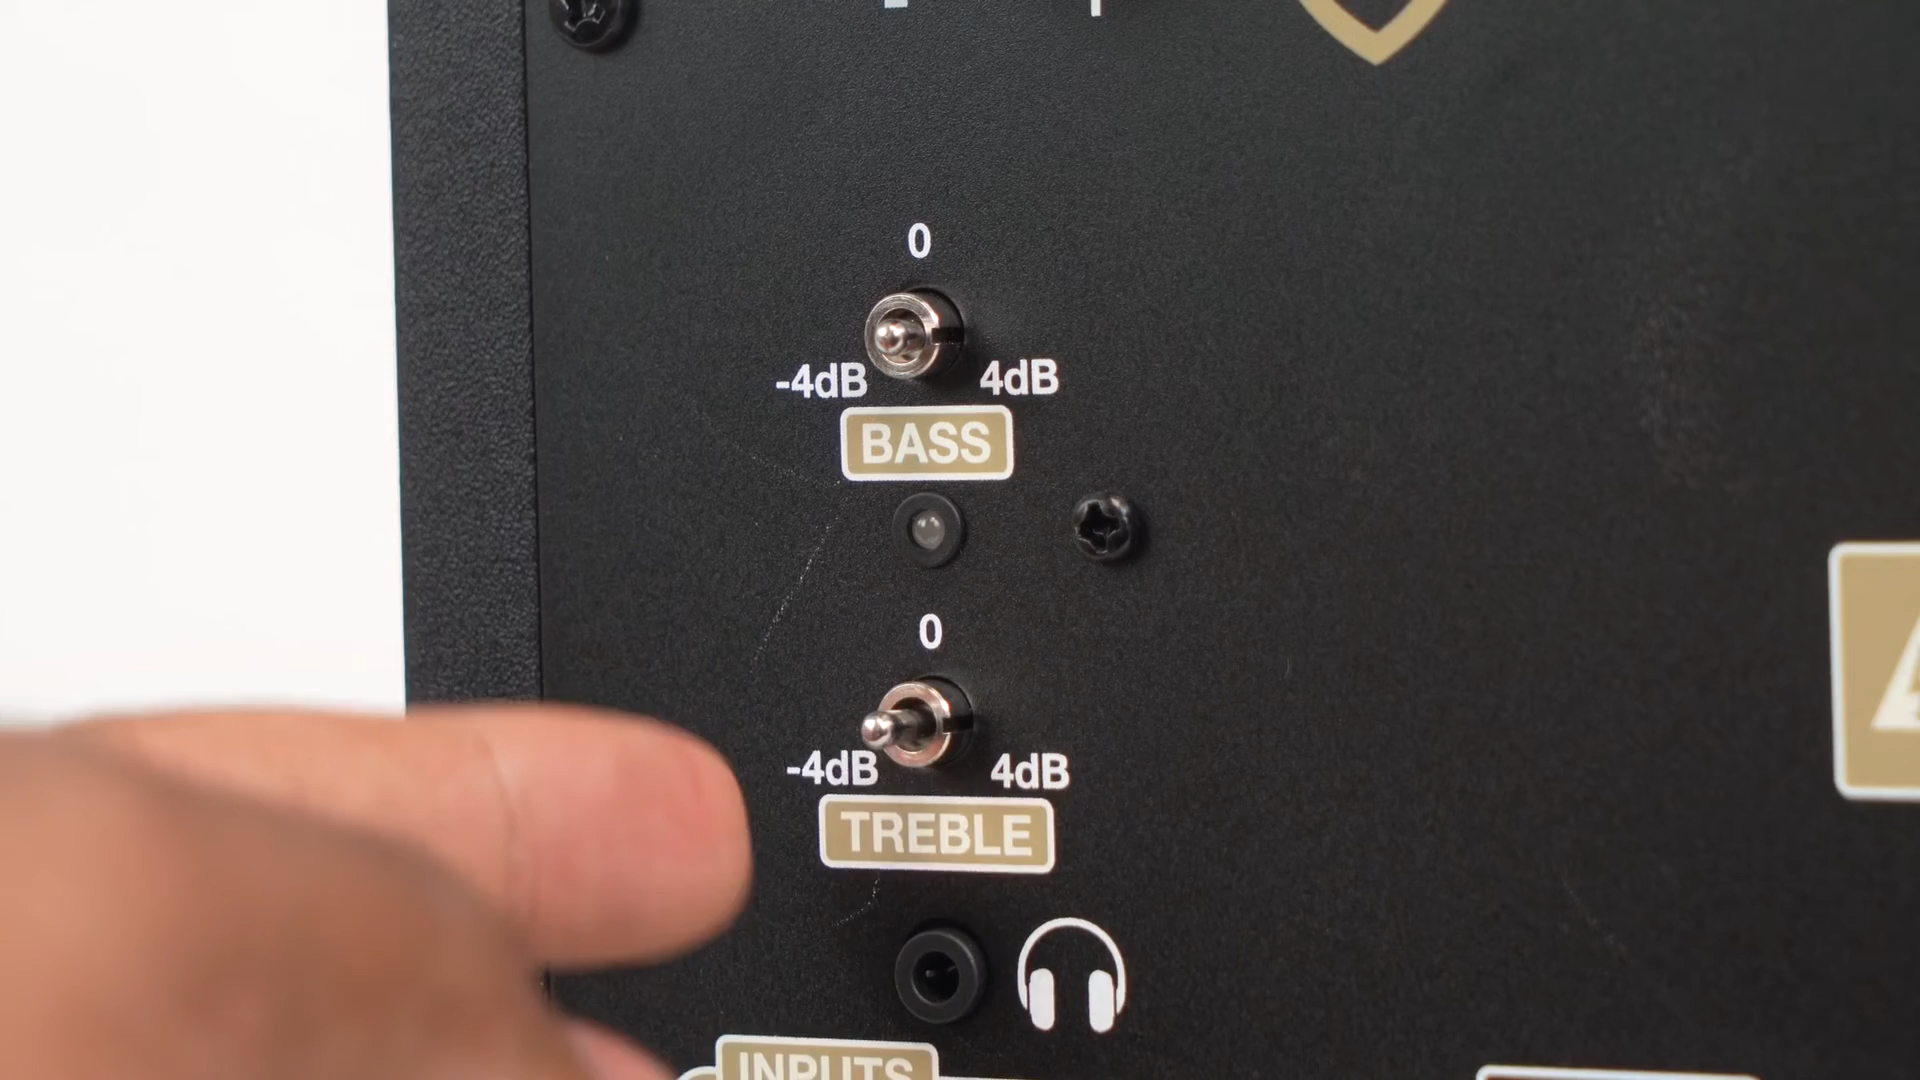 0
-4dB 4dB
BASS
0
-4dB 4dB
TREBLE
INPUTS